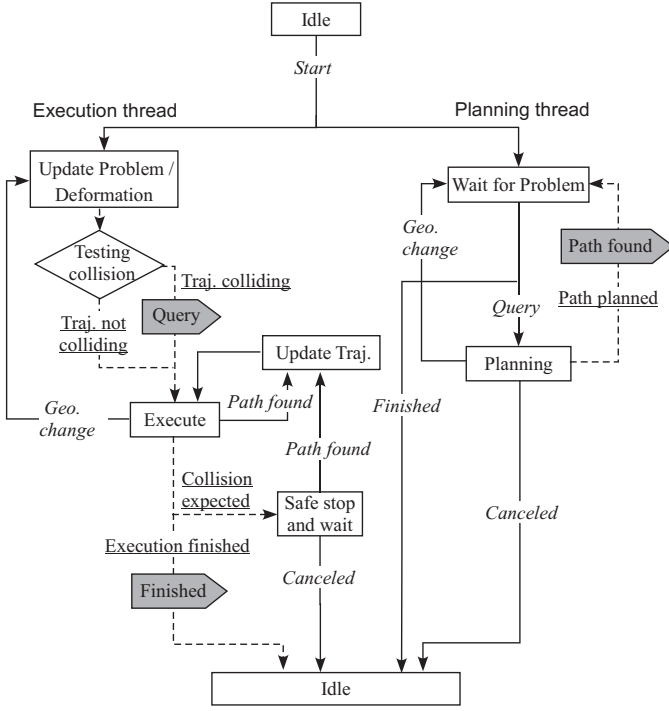 Idle
Start
Execution thread
Planning thread
Update Problem /
Deformation
Wait for Problem
Geo.
change
Path found
Testing
collision
Traj. colliding
Query
Traj. not
colliding
Path planned
Query
Update Traj.
Planning
Geo.
change
Execute
Path found
Finished
Path found
Collision
expected
Safe stop
and wait
Canceled
Execution finished
Canceled
Finished
Idle